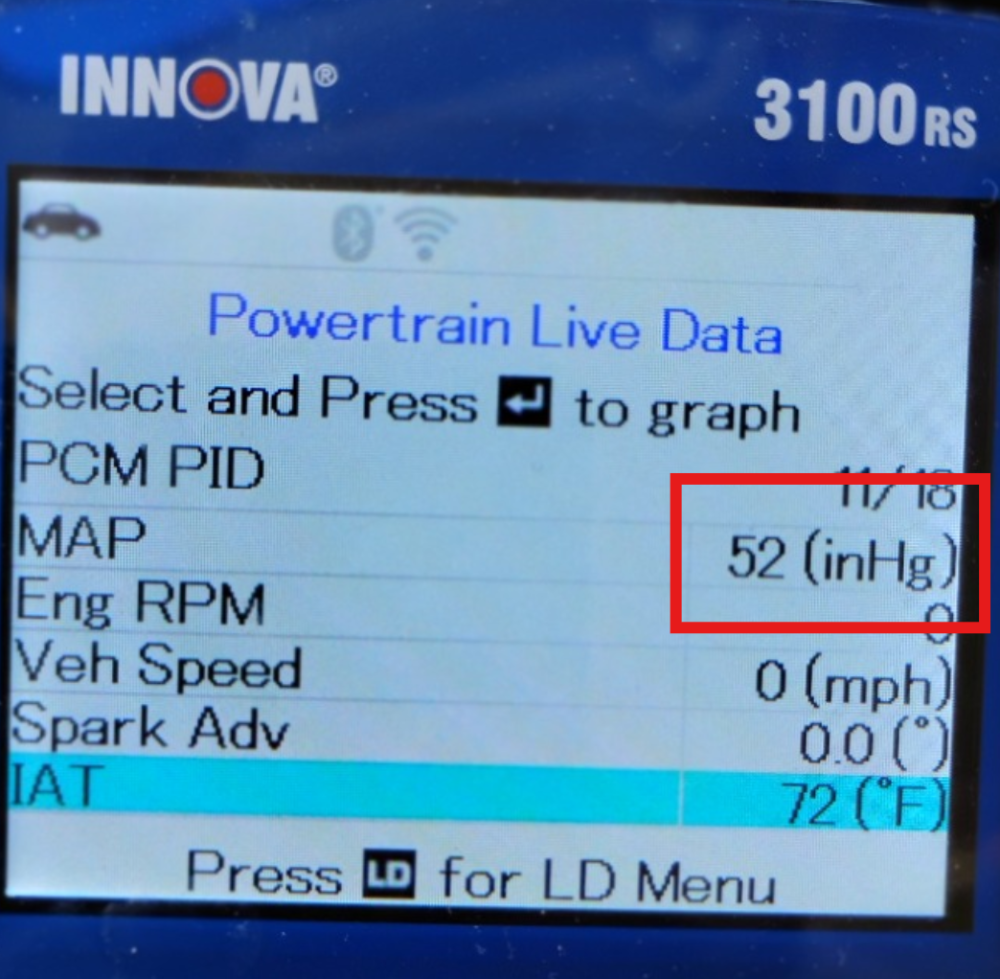 INNOVA® 3100RS
Powertrain Live Data
Select and Press to graph
PCM PID 11/18
MAP 52 (inHg)
Eng RPM 0
Veh Speed 0 (mph)
Spark Adv 0.0 (°)
IAT 72 (°F)
Press LD for LD Menu